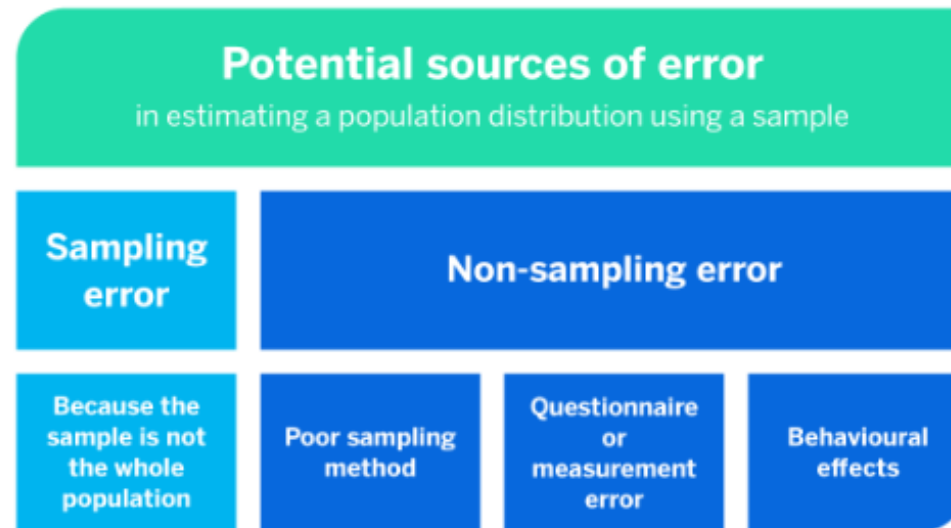 Potential sources of error
in estimating a population distribution using a sample
Sampling
error
Non-sampling error
Because the
sample is not
the whole
population
Poor sampling
method
Questionnaire
or
measurement
error
Behavioural
effects